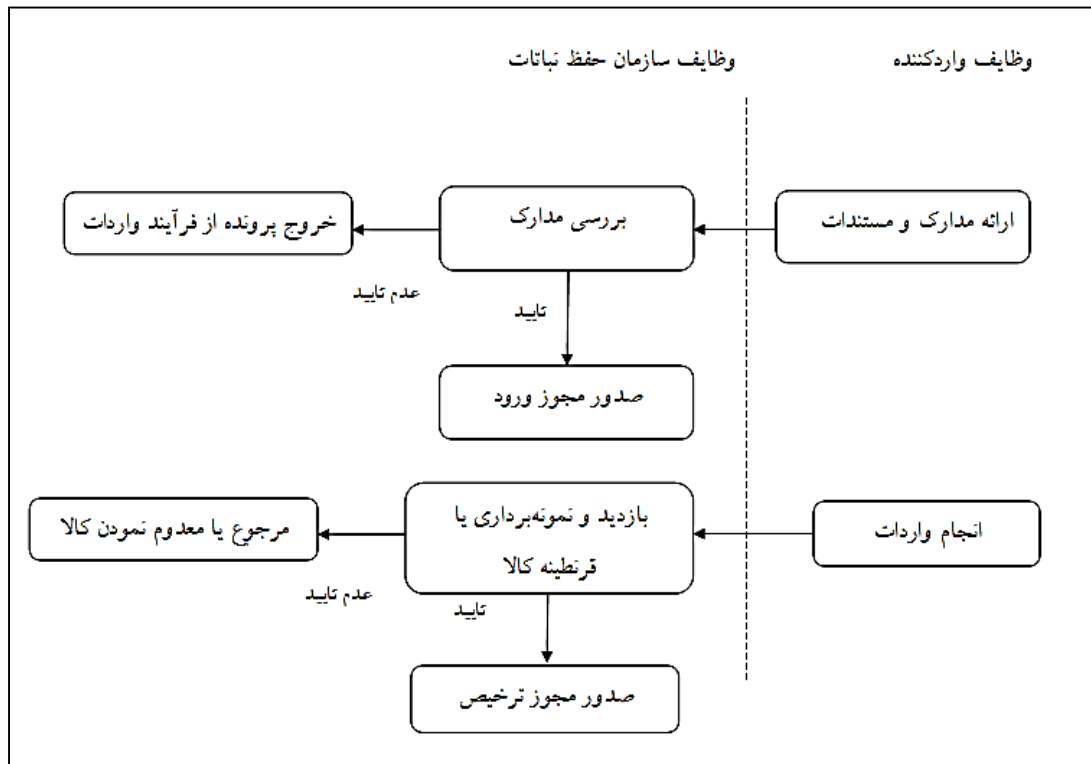 وظایف واردکننده
وظایف سازمان حفظ نباتات
ارائه مدارک و مستندات
بررسی مدارک
خروج پرونده از فرآیند واردات
عدم تایید
تایید
صدور مجوز ورود
انجام واردات
بازدید و نمونه‌برداری یا
قرنطینه کالا
مرجوع یا معدوم نمودن کالا
عدم تایید
تایید
صدور مجوز ترخیص